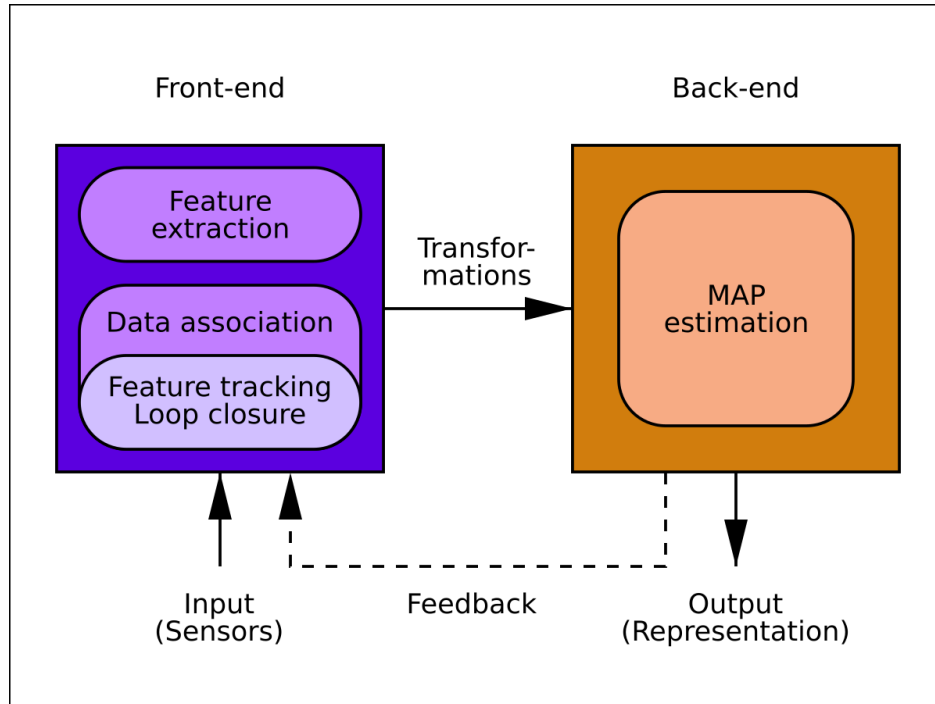 Front-end
Back-end
Feature
extraction
Data association
Feature tracking
Loop closure
Transfor-
mations
MAP
estimation
Input
(Sensors)
Feedback
Output
(Representation)